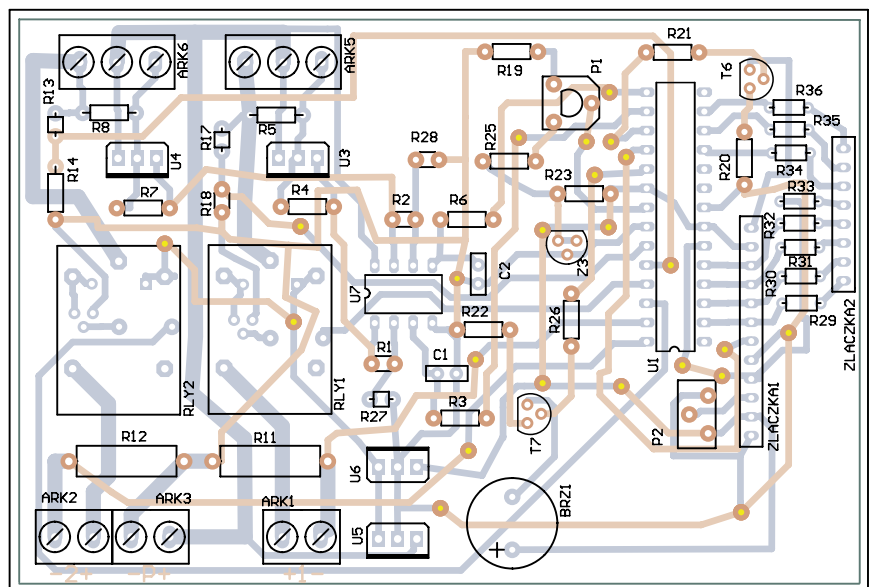 ARK6
ARK5
R13
R8
R17
R5
U4
U3
R14
R7
R18
R4
R28
R2
R6
R19
P1
R25
R23
R21
T6
R36
R35
R34
R20
R33
R32
R31
R30
R29
ZLACZKA2
ZLACZKA1
Z3
C2
U7
R22
R26
U1
R1
C1
R27
R3
T7
P2
RLY2
RLY1
R12
R11
U6
U5
BRZ1
+
ARK2
ARK3
ARK1
-Z+
-P+
+1-